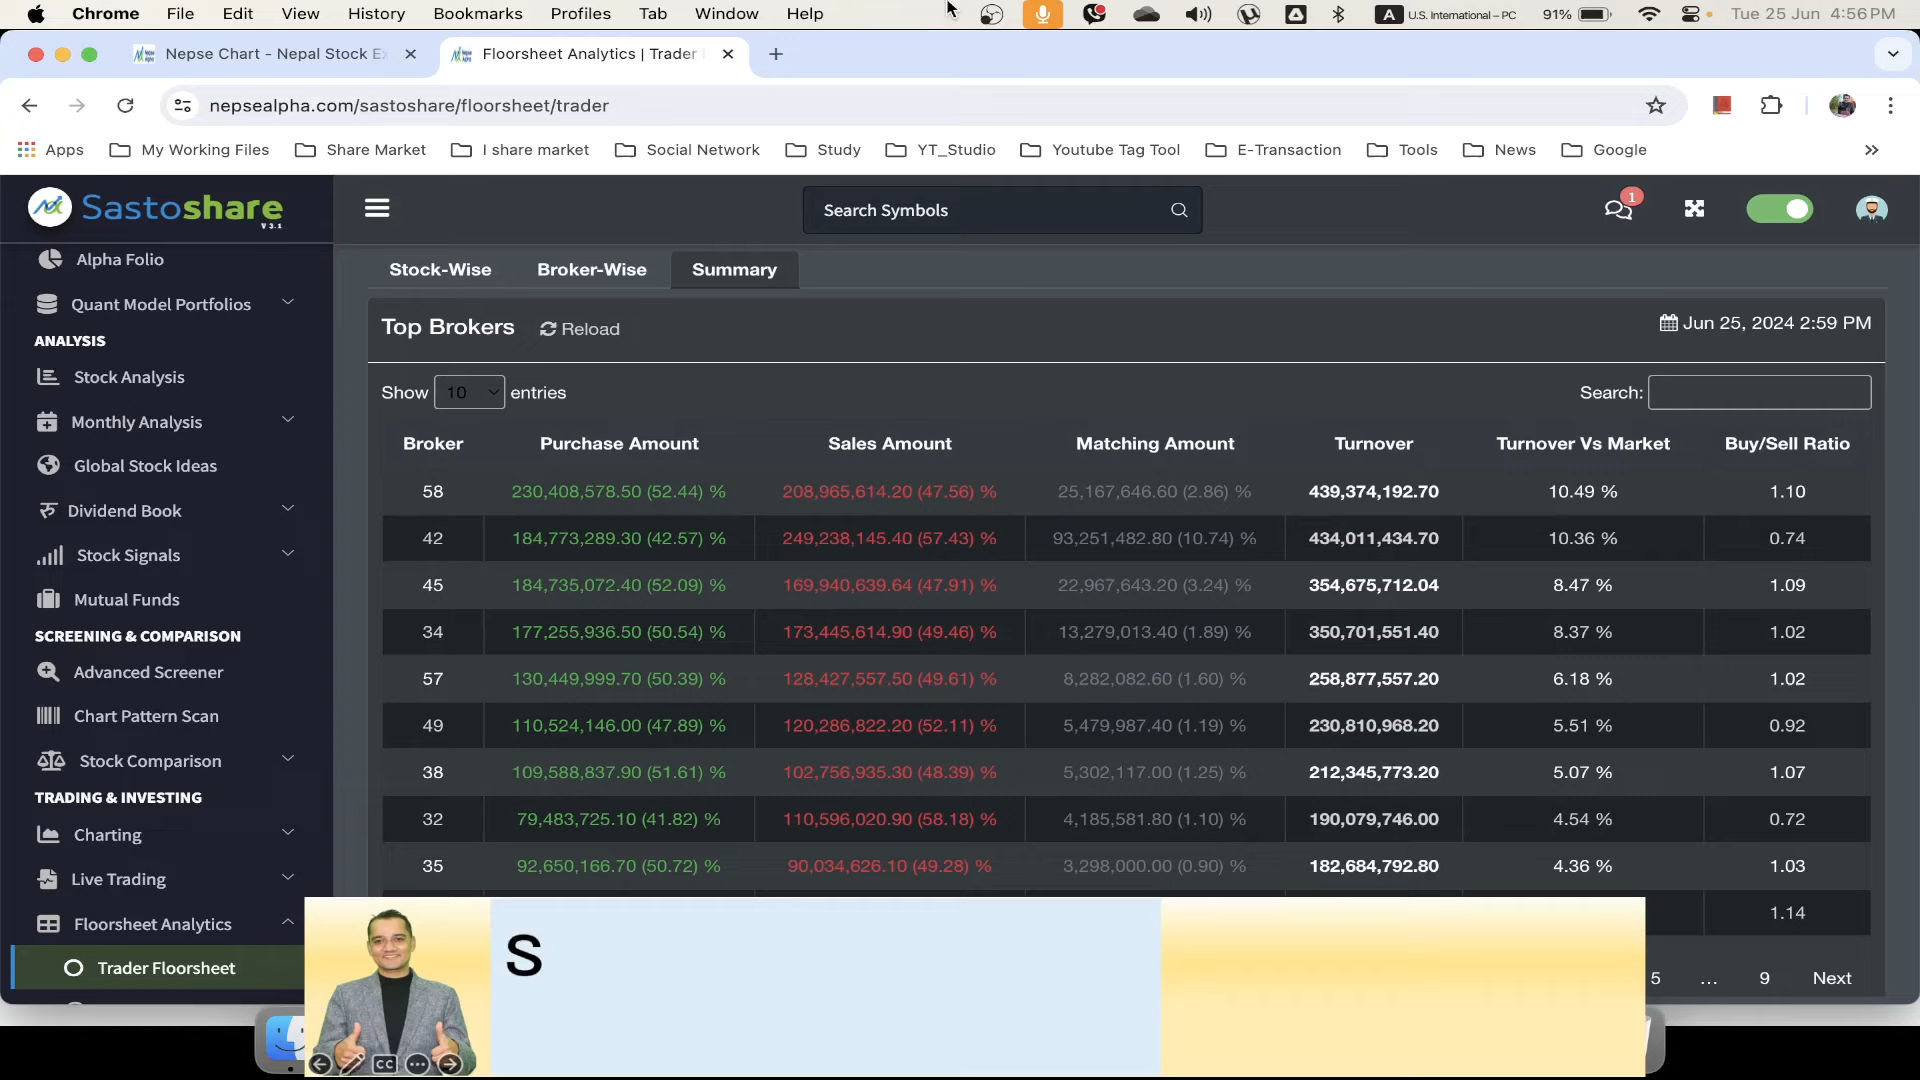 Chrome File Edit View History Bookmarks Profiles Tab Window Help A U.S. International – PC 91% Tue 25 Jun 4:56 PM
Nepse Chart - Nepal Stock Ex Floorsheet Analytics | Trader
nepsealpha.com/sastoshare/floorsheet/trader
Apps My Working Files Share Market I share market Social Network Study YT_Studio Youtube Tag Tool E-Transaction Tools News Google
Sastoshare
V 3.1
Search Symbols
1
Alpha Folio
Quant Model Portfolios
ANALYSIS
Stock Analysis
Monthly Analysis
Global Stock Ideas
Dividend Book
Stock Signals
Mutual Funds
SCREENING & COMPARISON
Advanced Screener
Chart Pattern Scan
Stock Comparison
TRADING & INVESTING
Charting
Live Trading
Floorsheet Analytics
Trader Floorsheet
Stock-Wise Broker-Wise Summary
Top Brokers Reload Jun 25, 2024 2:59 PM
Show 10 entries Search:
Broker Purchase Amount Sales Amount Matching Amount Turnover Turnover Vs Market Buy/Sell Ratio
58 230,408,578.50 (52.44) % 208,965,614.20 (47.56) % 25,167,646.60 (2.86) % 439,374,192.70 10.49 % 1.10
42 184,773,289.30 (42.57) % 249,238,145.40 (57.43) % 93,251,482.80 (10.74) % 434,011,434.70 10.36 % 0.74
45 184,735,072.40 (52.09) % 169,940,639.64 (47.91) % 22,967,643.20 (3.24) % 354,675,712.04 8.47 % 1.09
34 177,255,936.50 (50.54) % 173,445,614.90 (49.46) % 13,279,013.40 (1.89) % 350,701,551.40 8.37 % 1.02
57 130,449,999.70 (50.39) % 128,427,557.50 (49.61) % 8,282,082.60 (1.60) % 258,877,557.20 6.18 % 1.02
49 110,524,146.00 (47.89) % 120,286,822.20 (52.11) % 5,479,987.40 (1.19) % 230,810,968.20 5.51 % 0.92
38 109,588,837.90 (51.61) % 102,756,935.30 (48.39) % 5,302,117.00 (1.25) % 212,345,773.20 5.07 % 1.07
32 79,483,725.10 (41.82) % 110,596,020.90 (58.18) % 4,185,581.80 (1.10) % 190,079,746.00 4.54 % 0.72
35 92,650,166.70 (50.72) % 90,034,626.10 (49.28) % 3,298,000.00 (0.90) % 182,684,792.80 4.36 % 1.03
1.14
5 ... 9 Next
S
CC